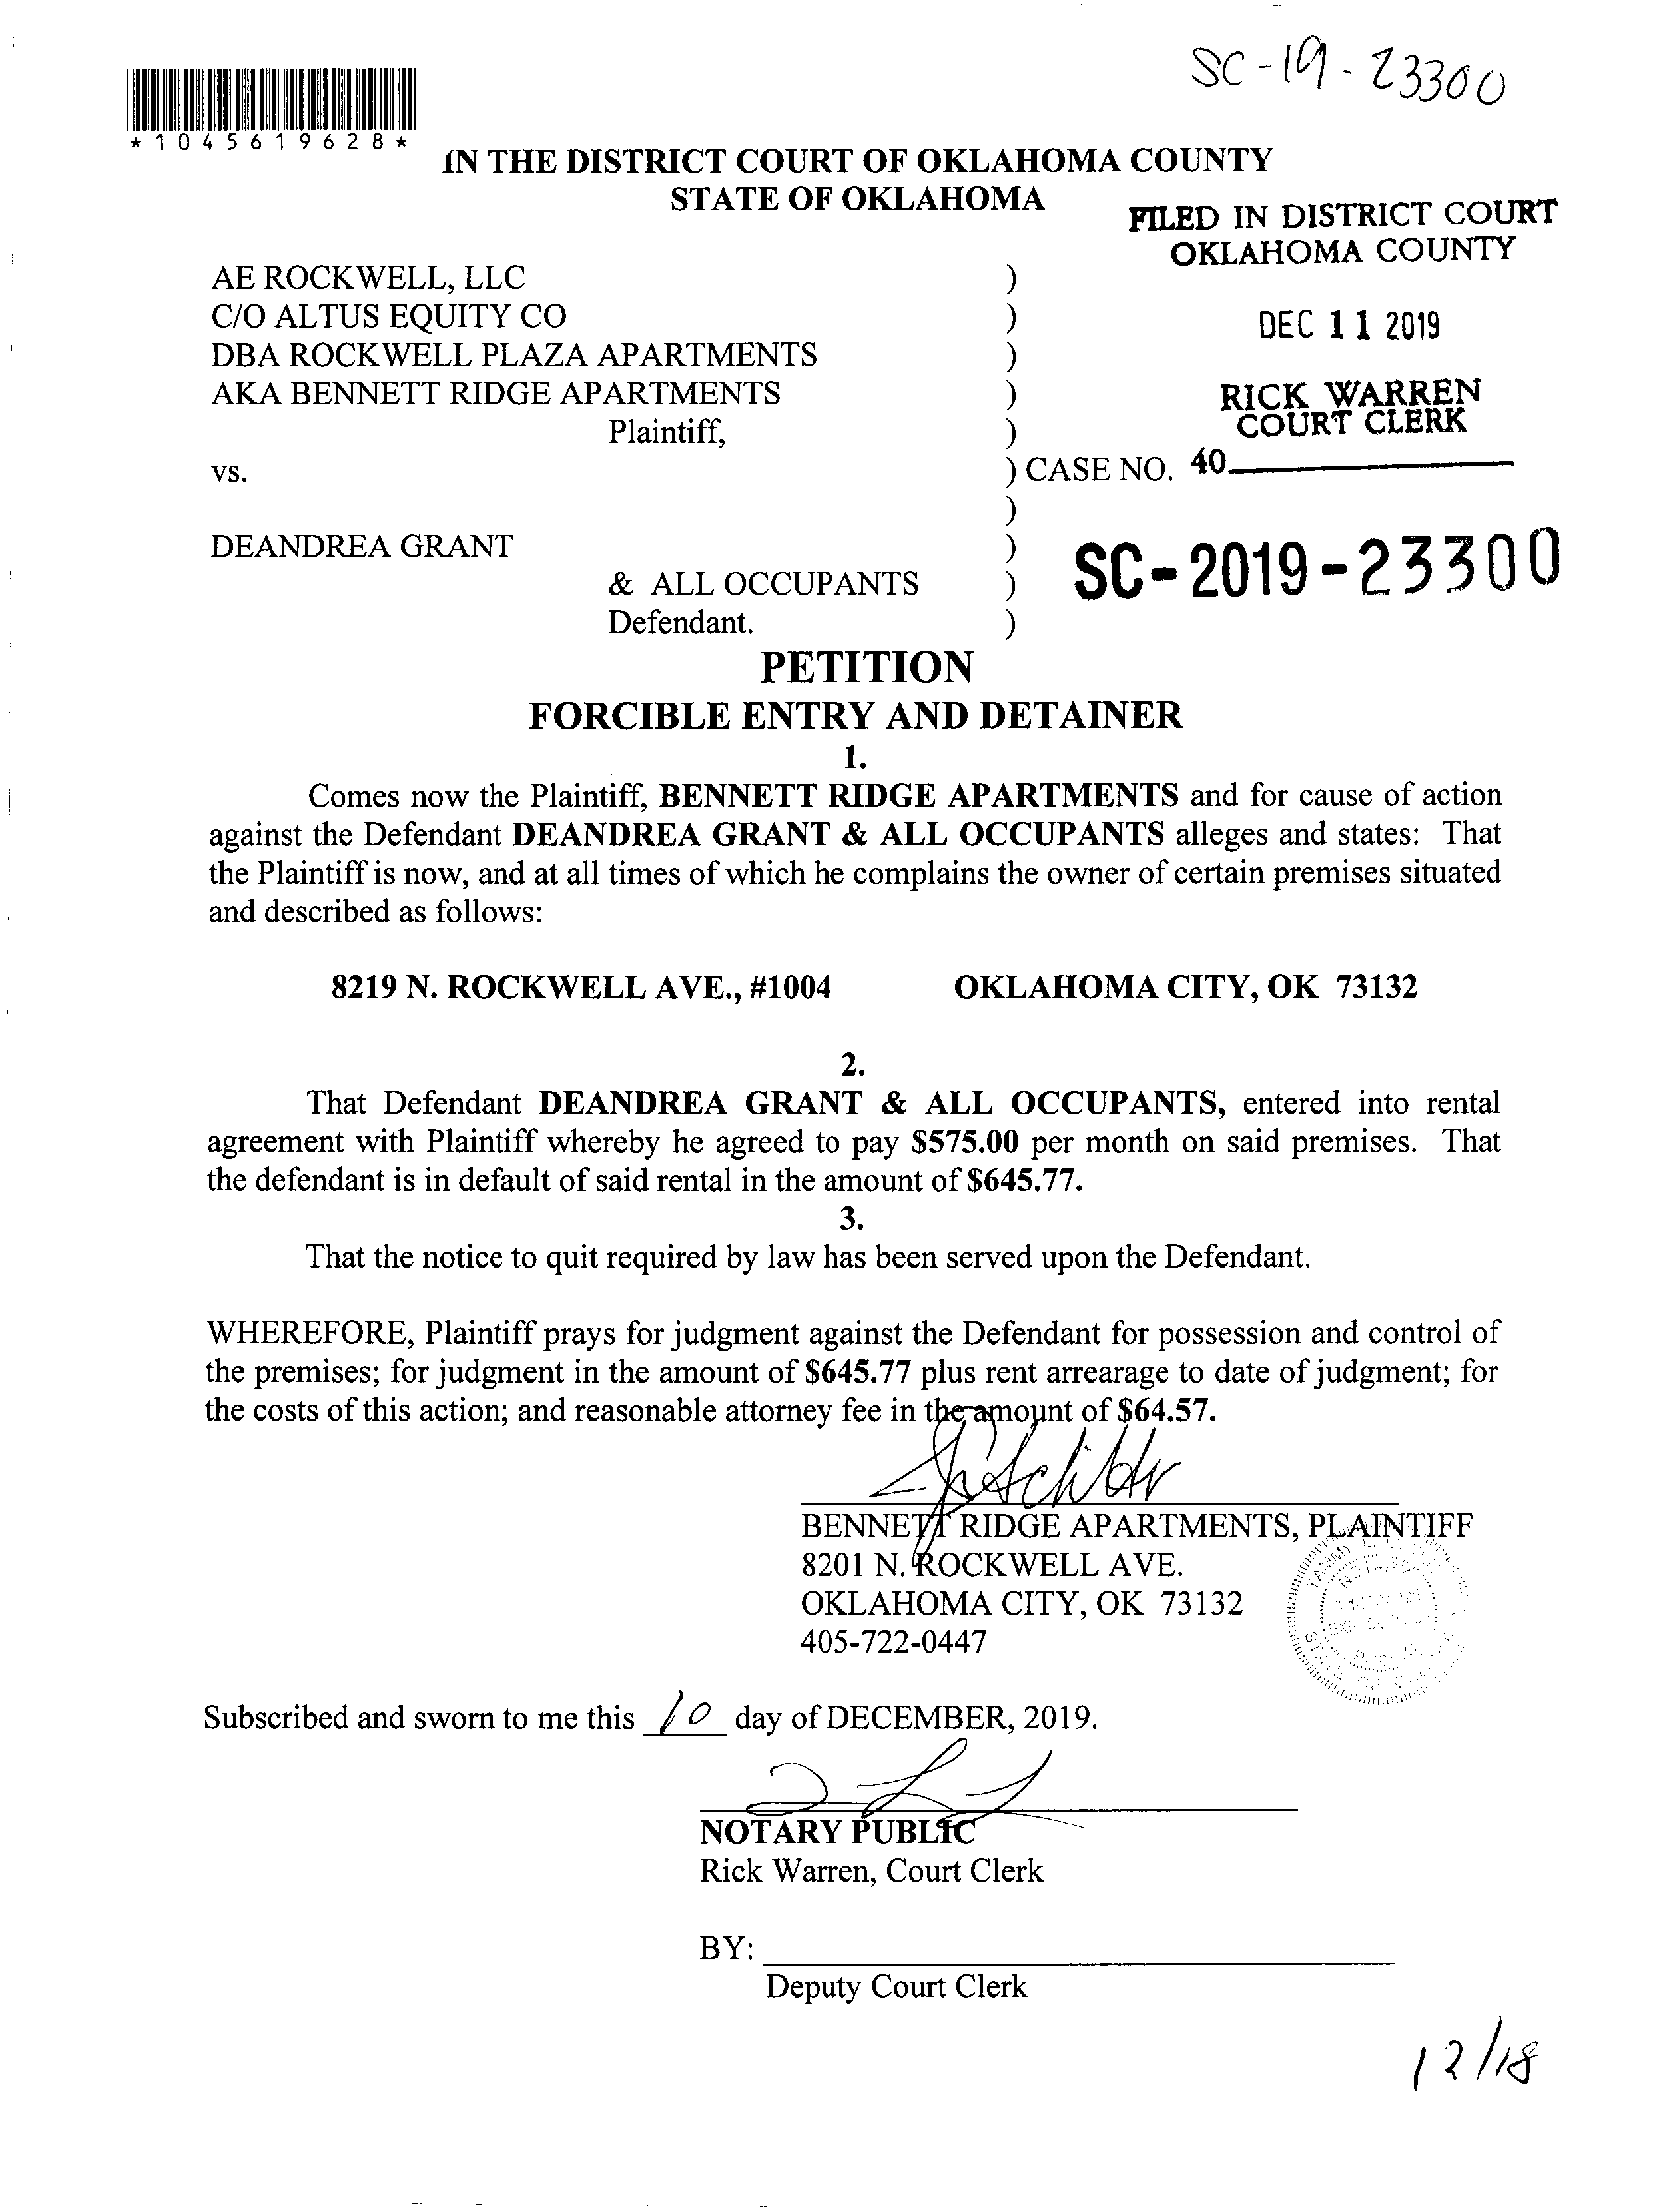 SC-19-23300
*1045619628*
IN THE DISTRICT COURT OF OKLAHOMA COUNTY
STATE OF OKLAHOMA
FILED IN DISTRICT COURT
OKLAHOMA COUNTY
AE ROCKWELL, LLC )
C/O ALTUS EQUITY CO )
DEC 11 2019
DBA ROCKWELL PLAZA APARTMENTS )
AKA BENNETT RIDGE APARTMENTS )
RICK WARREN
COURT CLERK
Plaintiff, )
vs. ) CASE NO. 40
)
DEANDREA GRANT )
SC-2019-23300
& ALL OCCUPANTS )
Defendant. )
PETITION
FORCIBLE ENTRY AND DETAINER
1.
Comes now the Plaintiff, BENNETT RIDGE APARTMENTS and for cause of action
against the Defendant DEANDREA GRANT & ALL OCCUPANTS alleges and states: That
the Plaintiff is now, and at all times of which he complains the owner of certain premises situated
and described as follows:
8219 N. ROCKWELL AVE., #1004 OKLAHOMA CITY, OK 73132
2.
That Defendant DEANDREA GRANT & ALL OCCUPANTS, entered into rental
agreement with Plaintiff whereby he agreed to pay $575.00 per month on said premises. That
the defendant is in default of said rental in the amount of $645.77.
3.
That the notice to quit required by law has been served upon the Defendant.
WHEREFORE, Plaintiff prays for judgment against the Defendant for possession and control of
the premises; for judgment in the amount of $645.77 plus rent arrearage to date of judgment; for
the costs of this action; and reasonable attorney fee in the amount of $64.57.
BENNETT RIDGE APARTMENTS, PLAINTIFF
8201 N. ROCKWELL AVE.
OKLAHOMA CITY, OK 73132
405-722-0447
Subscribed and sworn to me this 10 day of DECEMBER, 2019.
NOTARY PUBLIC
Rick Warren, Court Clerk
BY:
Deputy Court Clerk
12/18